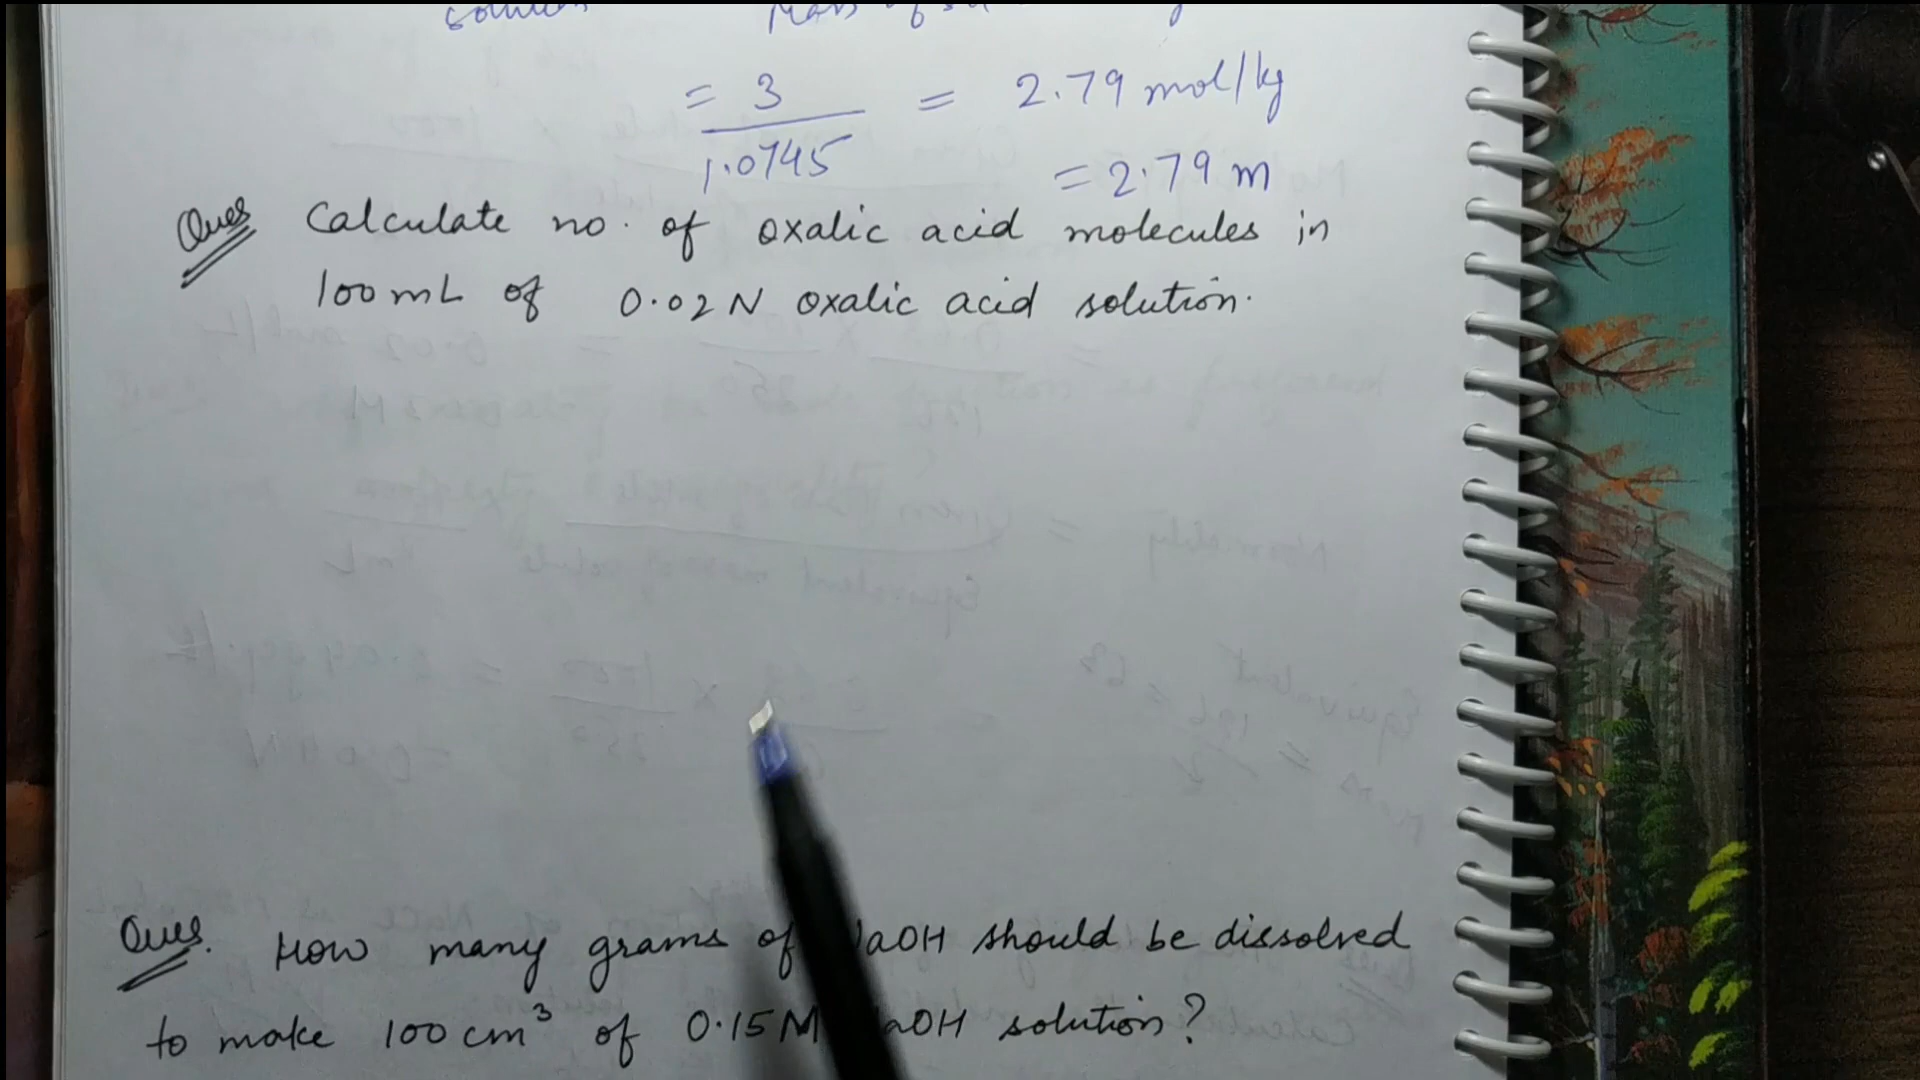 = 3 / 1.0745 = 2.79 mol/kg
= 2.79 m
Ques Calculate no. of oxalic acid molecules in
100 mL of 0.02 N oxalic acid solution.
Ques. How many grams of NaOH should be dissolved
to make 100 cm³ of 0.15 M NaOH solution?